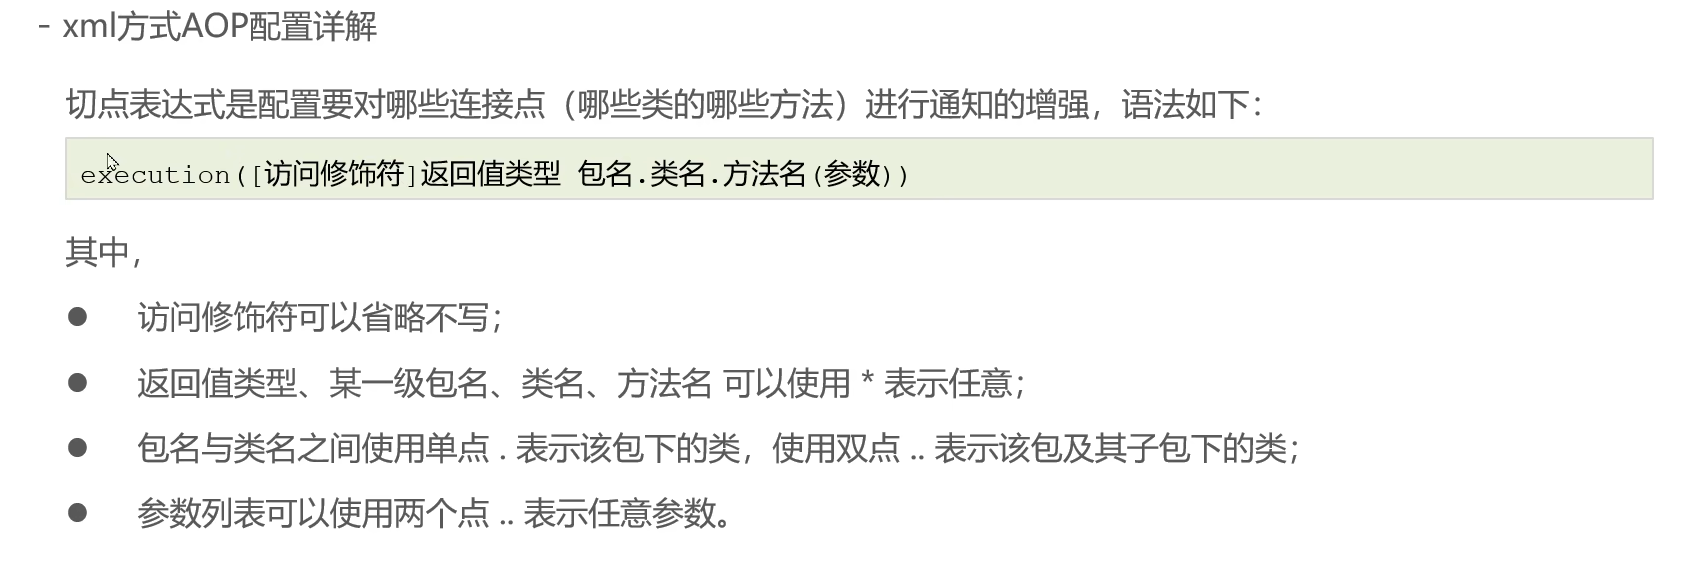 - xml方式AOP配置详解
切点表达式是配置要对哪些连接点（哪些类的哪些方法）进行通知的增强，语法如下：
execution([访问修饰符]返回值类型 包名.类名.方法名(参数))
其中，
● 访问修饰符可以省略不写；
● 返回值类型、某一级包名、类名、方法名 可以使用 * 表示任意；
● 包名与类名之间使用单点 . 表示该包下的类，使用双点 .. 表示该包及其子包下的类；
● 参数列表可以使用两个点 .. 表示任意参数。